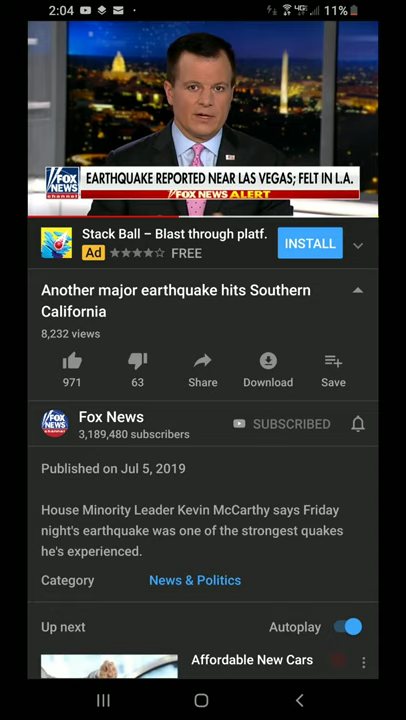 2:04
4G
11%
FOX
NEWS
channel
EARTHQUAKE REPORTED NEAR LAS VEGAS; FELT IN L.A.
FOX NEWS ALERT
Stack Ball – Blast through platf.
Ad
FREE
INSTALL
Another major earthquake hits Southern
California
8,232 views
971
63
Share
Download
Save
FOX
NEWS
channel
Fox News
3,189,480 subscribers
SUBSCRIBED
Published on Jul 5, 2019
House Minority Leader Kevin McCarthy says Friday
night's earthquake was one of the strongest quakes
he's experienced.
Category
News & Politics
Up next
Autoplay
Affordable New Cars